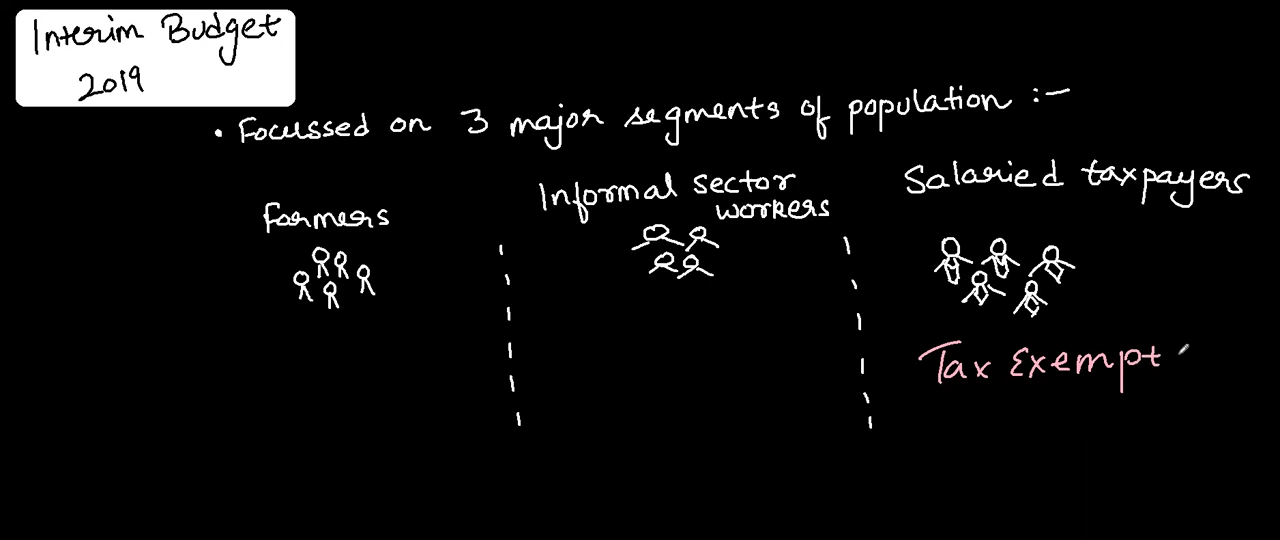 Interim Budget
2019
• Focussed on 3 major segments of population :-
Farmers
Informal sector
workers
Salaried taxpayers
Tax Exempt